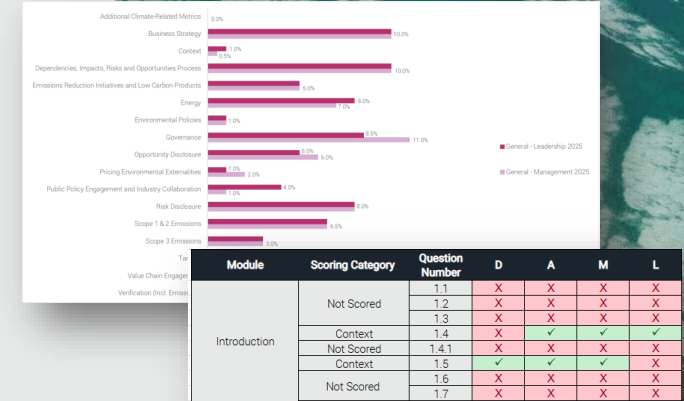 Additional Climate-Related Metrics 0.0%
Business Strategy 10.0%
Context 1.0%
0.5%
Dependencies, Impacts, Risks and Opportunities Process 10.0%
Emissions Reduction Initiatives and Low Carbon Products 5.0%
Energy 8.0%
7.0%
Environmental Policies 1.0%
Governance 8.5%
11.0%
General - Leadership 2025
Opportunity Disclosure 5.0%
6.0%
Pricing Environmental Externalities 1.0%
2.0%
General - Management 2025
Public Policy Engagement and Industry Collaboration 4.0%
1.0%
Risk Disclosure 8.0%
Scope 1 & 2 Emissions 6.5%
Scope 3 Emissions 3.0%
Value Chain
Verification (Incl.
Module Scoring Category Question Number D A M L
Introduction
Not Scored
1.1 X X X X
1.2 X X X X
1.3 X X X X
Context 1.4 X ✓ ✓ ✓
Not Scored 1.4.1 X X X X
Context 1.5 ✓ ✓ ✓ X
Not Scored
1.6 X X X X
1.7 X X X X